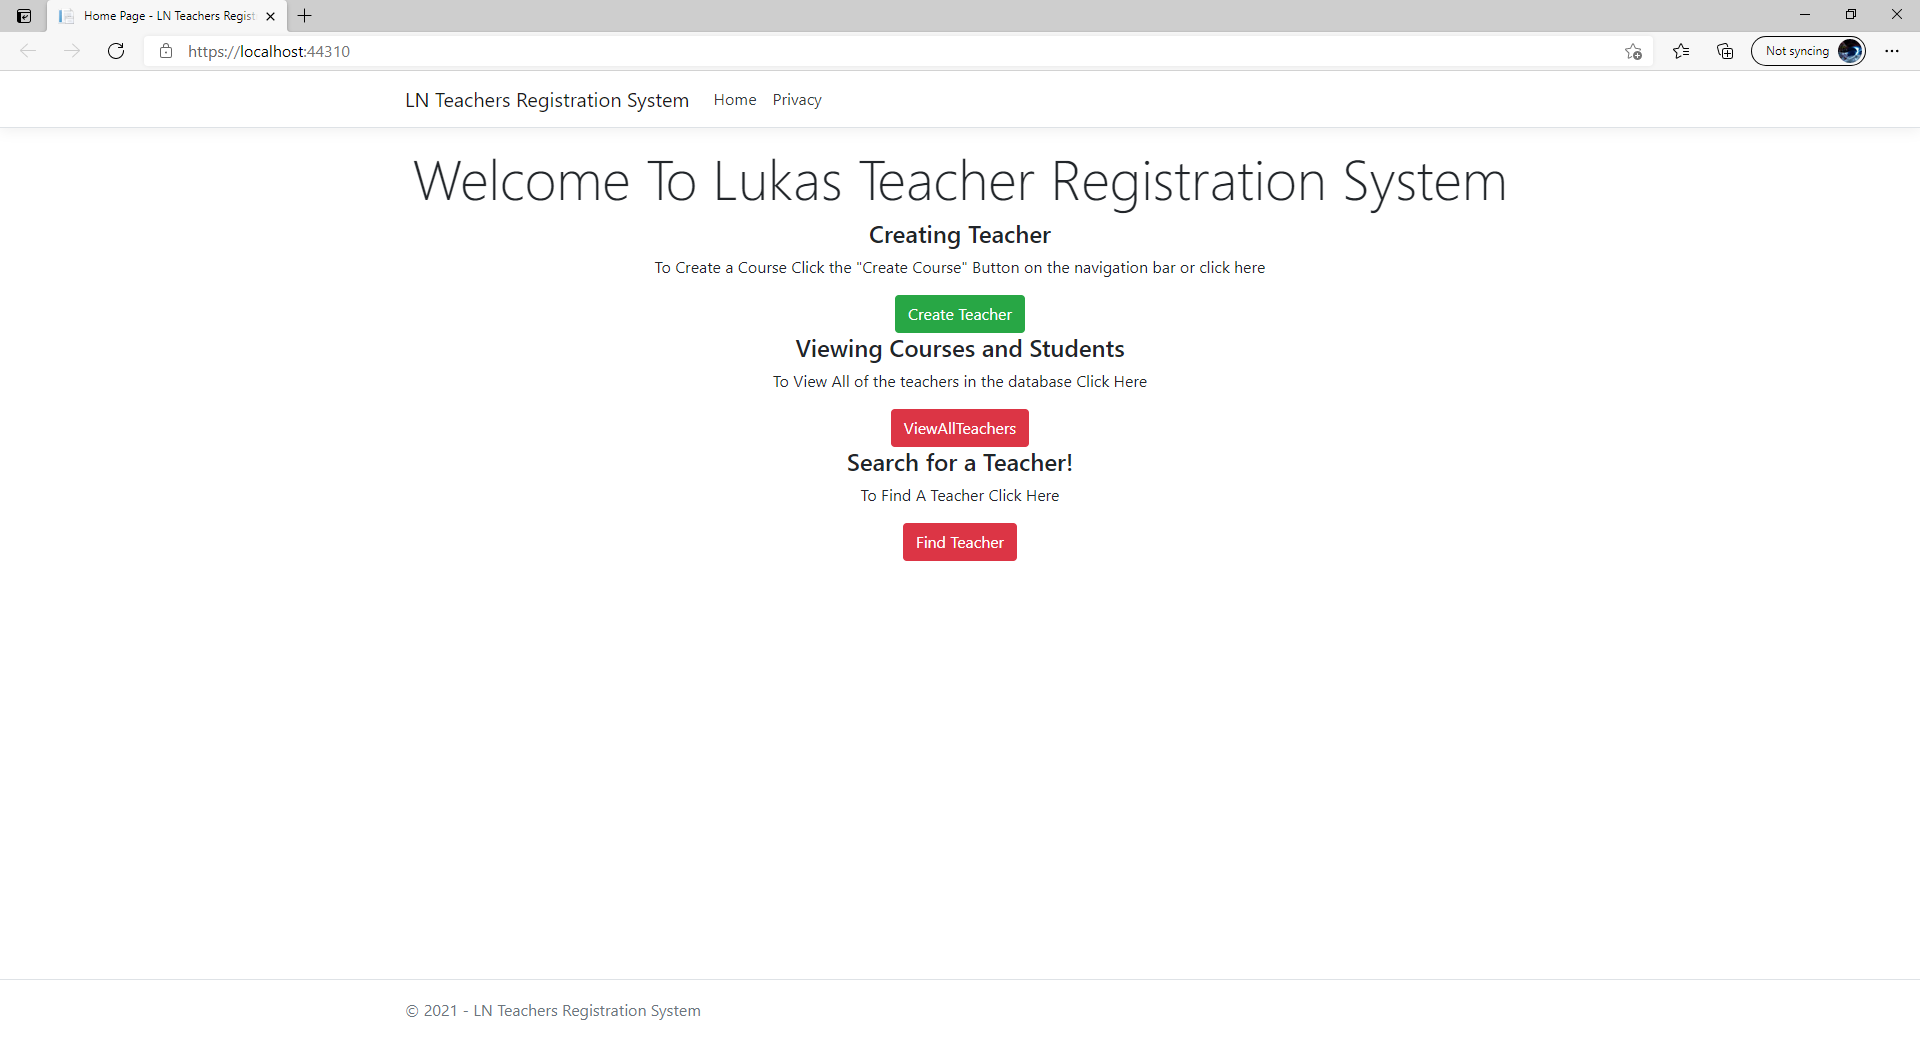 Home Page - LN Teachers Regist
https://localhost:44310
Not syncing
LN Teachers Registration System Home Privacy
Welcome To Lukas Teacher Registration System
Creating Teacher
To Create a Course Click the "Create Course" Button on the navigation bar or click here
Create Teacher
Viewing Courses and Students
To View All of the teachers in the database Click Here
ViewAllTeachers
Search for a Teacher!
To Find A Teacher Click Here
Find Teacher
© 2021 - LN Teachers Registration System